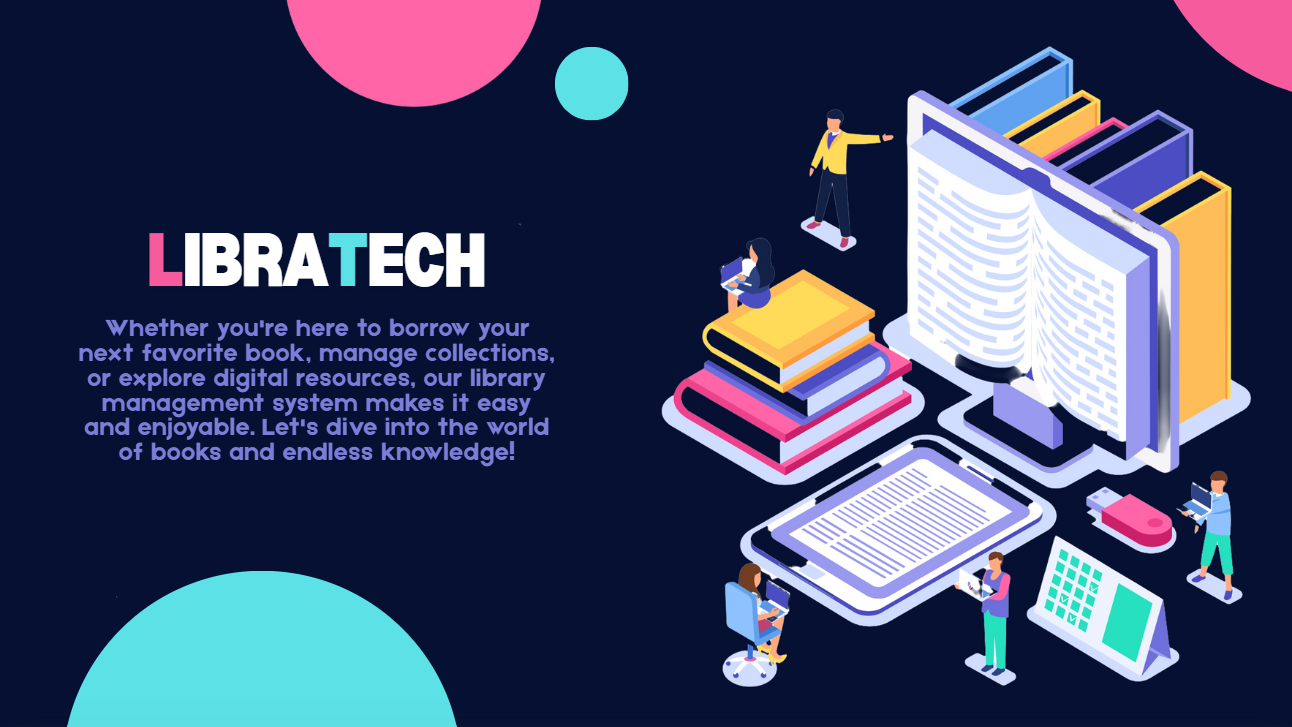 LIBRATECH
Whether you're here to borrow your
next favorite book, manage collections,
or explore digital resources, our library
management system makes it easy
and enjoyable. Let's dive into the world
of books and endless knowledge!